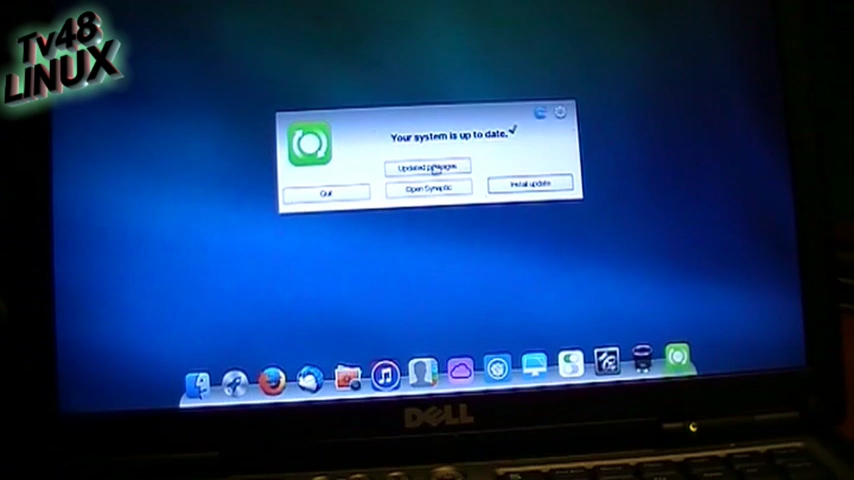 Tv48
LINUX
Your system is up to date.
Updated packages
Quit
Open Synaptic
Install update
DELL